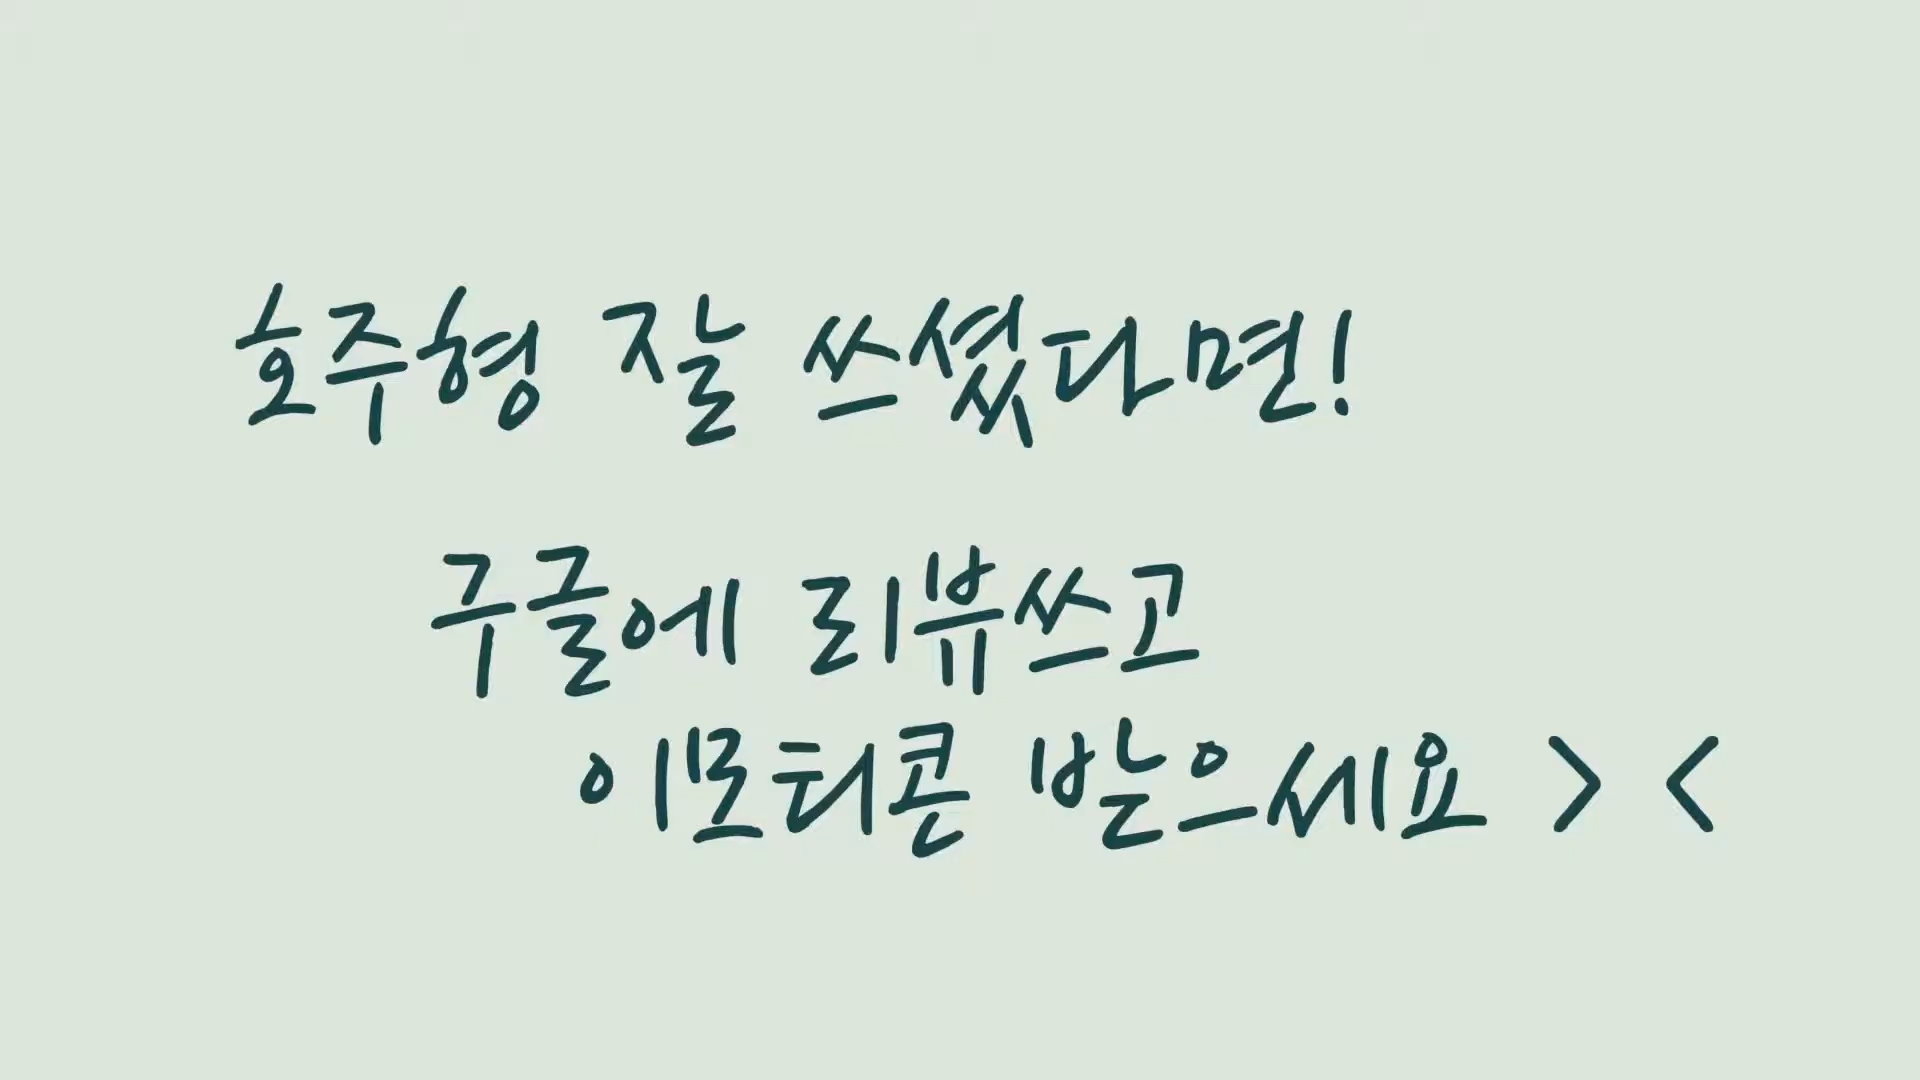 호주형 잘 쓰셨다면!
구글에 리뷰쓰고
이모티콘 받으세요 > <